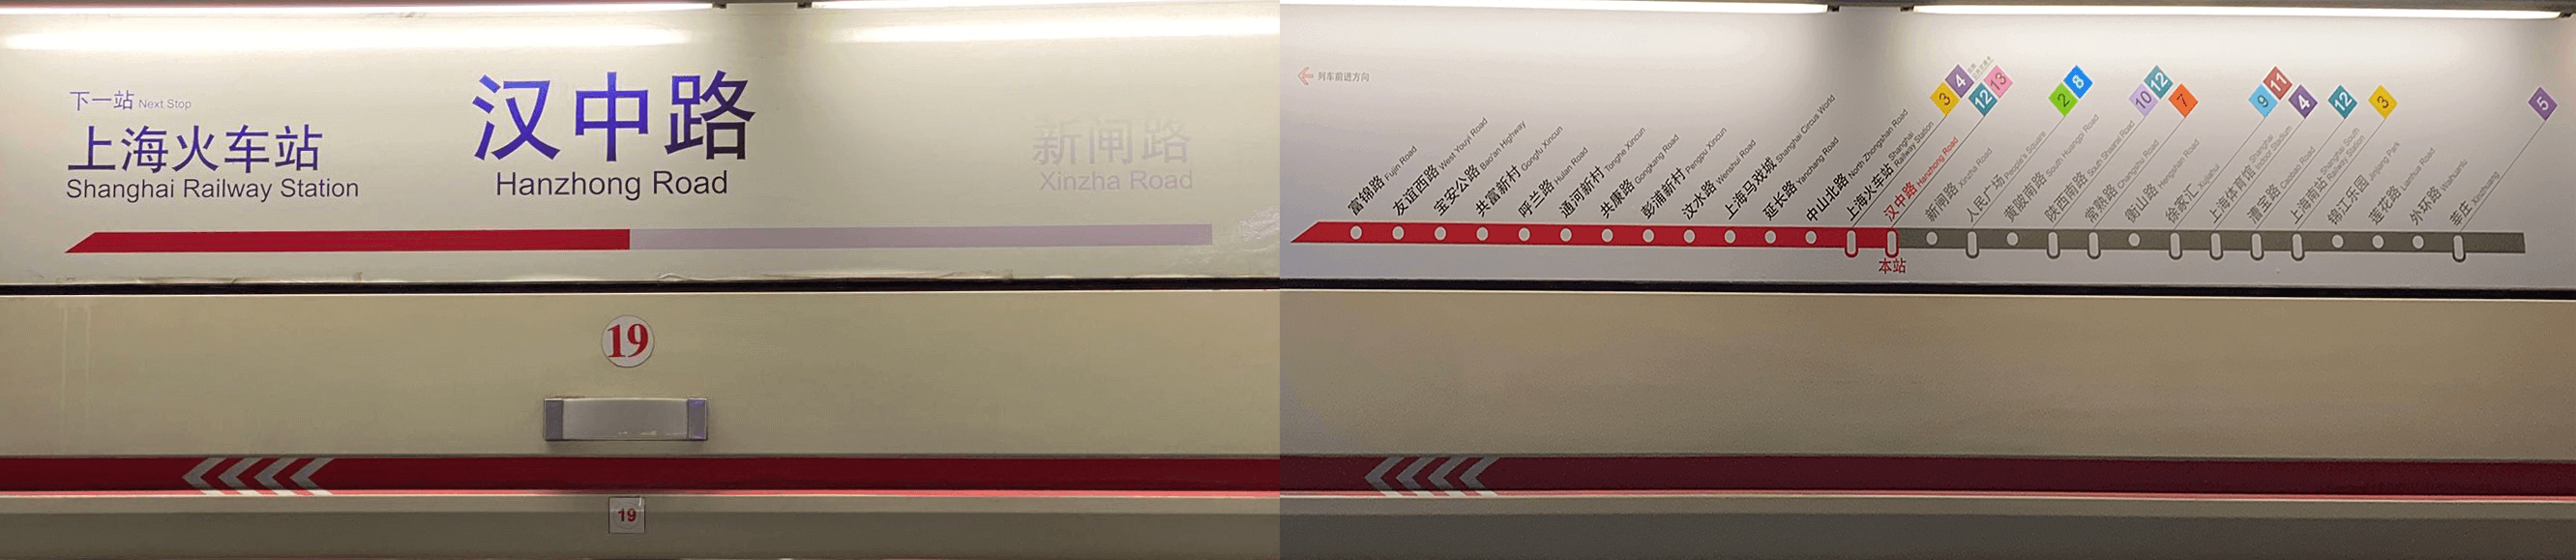 下一站 Next Stop
上海火车站
Shanghai Railway Station
汉中路
Hanzhong Road
新闸路
Xinzha Road
19
19
列车前进方向
富锦路 Fujin Road
友谊西路 West Youyi Road
宝安公路 Bao'an Highway
共富新村 Gongfu Xincun
呼兰路 Hulan Road
通河新村 Tonghe Xincun
共康路 Gongkang Road
彭浦新村 Pengpu Xincun
汶水路 Wenshui Road
上海马戏城 Shanghai Circus World
延长路 Yanchang Road
中山北路 North Zhongshan Road
上海火车站 Shanghai Railway Station
3 4
汉中路 Hanzhong Road
12 13
新闸路 Xinzha Road
人民广场 People's Square
2 8
黄陂南路 South Huangpi Road
陕西南路 South Shaanxi Road
10 12
常熟路 Changshu Road
7
衡山路 Hengshan Road
徐家汇 Xujiahui
9 11
上海体育馆 Shanghai Indoor Stadium
4
漕宝路 Caobao Road
12
上海南站 Shanghai South Railway Station
3
锦江乐园 Jinjiang Park
莲花路 Lianhua Road
外环路 Waihuanlu
莘庄 Xinzhuang
5
本站